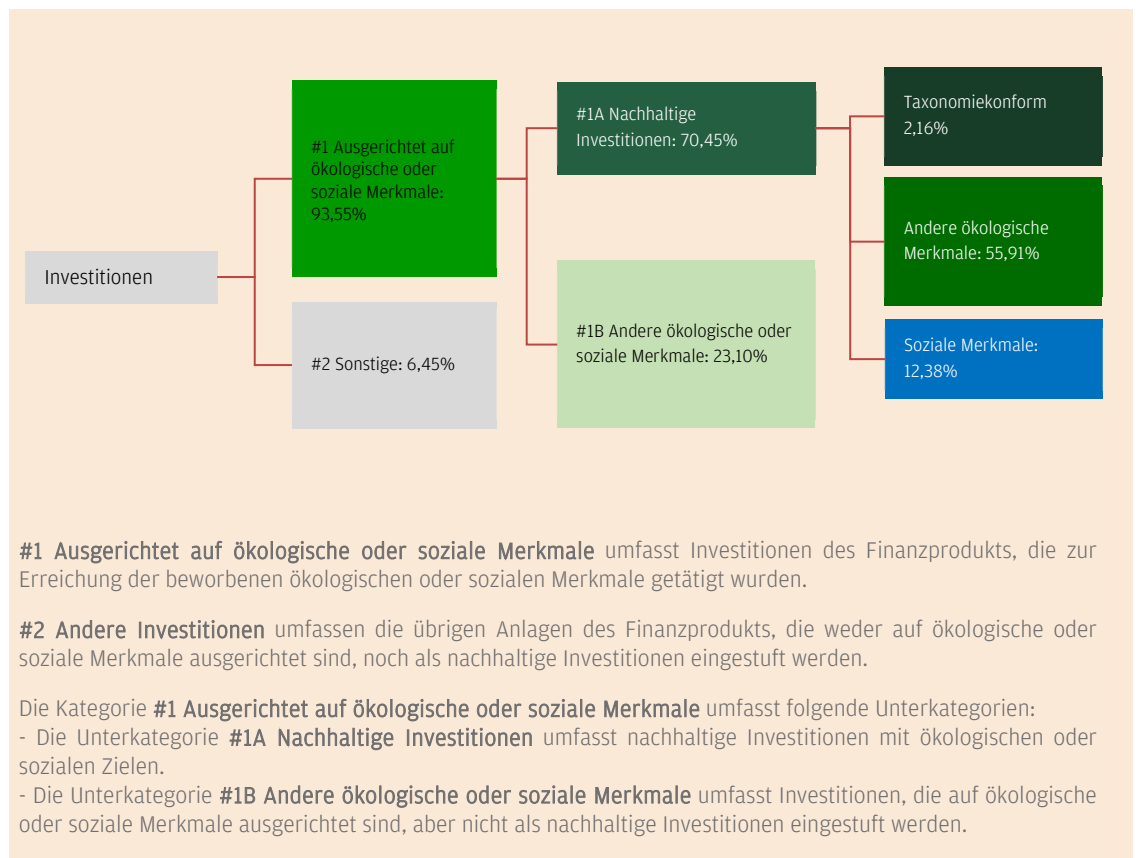 Investitionen
#1 Ausgerichtet auf
ökologische oder
soziale Merkmale:
93,55%
#2 Sonstige: 6,45%
#1A Nachhaltige
Investitionen: 70,45%
#1B Andere ökologische oder
soziale Merkmale: 23,10%
Taxonomiekonform
2,16%
Andere ökologische
Merkmale: 55,91%
Soziale Merkmale:
12,38%
#1 Ausgerichtet auf ökologische oder soziale Merkmale umfasst Investitionen des Finanzprodukts, die zur
Erreichung der beworbenen ökologischen oder sozialen Merkmale getätigt wurden.
#2 Andere Investitionen umfassen die übrigen Anlagen des Finanzprodukts, die weder auf ökologische oder
soziale Merkmale ausgerichtet sind, noch als nachhaltige Investitionen eingestuft werden.
Die Kategorie #1 Ausgerichtet auf ökologische oder soziale Merkmale umfasst folgende Unterkategorien:
- Die Unterkategorie #1A Nachhaltige Investitionen umfasst nachhaltige Investitionen mit ökologischen oder
sozialen Zielen.
- Die Unterkategorie #1B Andere ökologische oder soziale Merkmale umfasst Investitionen, die auf ökologische
oder soziale Merkmale ausgerichtet sind, aber nicht als nachhaltige Investitionen eingestuft werden.